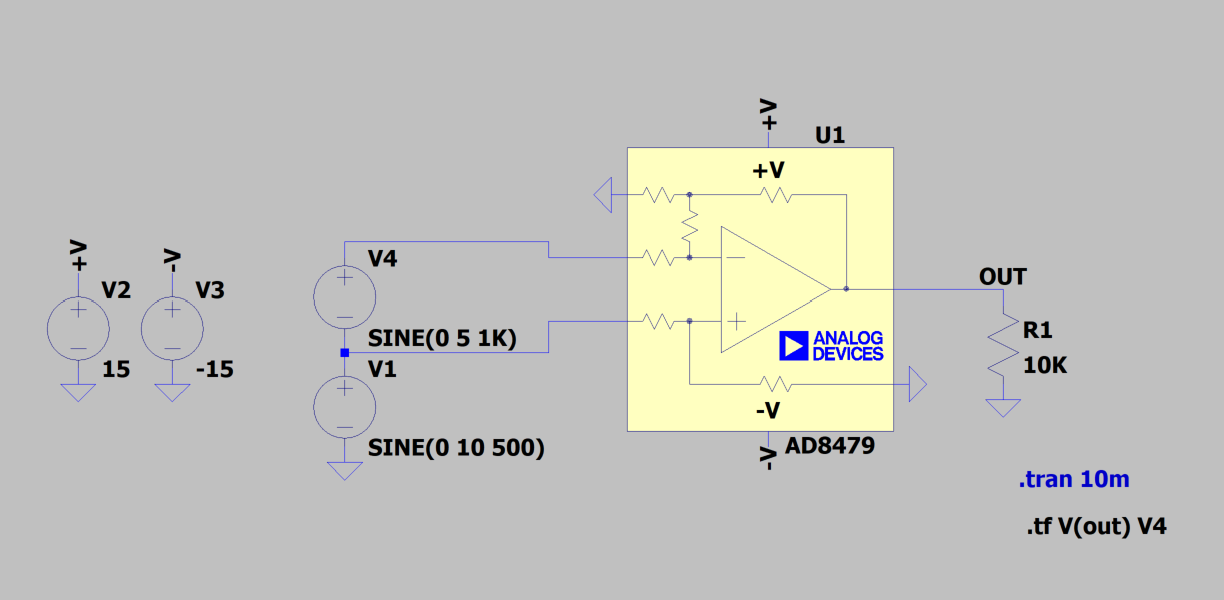 +V
V2
15
-V
V3
-15
V4
SINE(0 5 1K)
V1
SINE(0 10 500)
+V
U1
+V
ANALOG
DEVICES
-V
AD8479
-V
OUT
R1
10K
.tran 10m
.tf V(out) V4